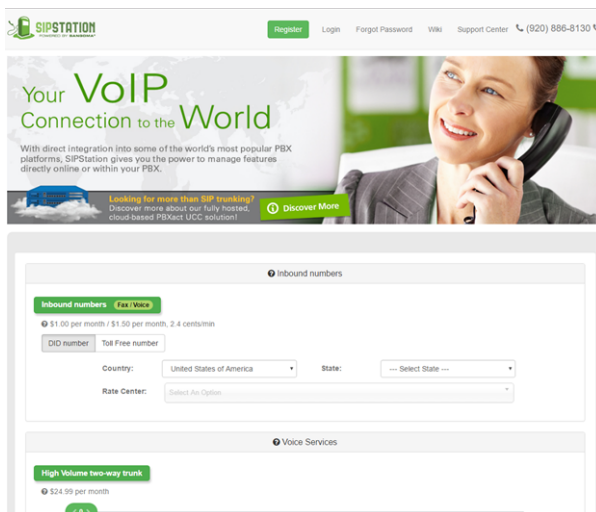 SIPSTATION
POWERED BY SANGOMA
Register Login Forgot Password Wiki Support Center (920) 886-8130
Your VoIP
Connection to the World
With direct integration into some of the world's most popular PBX
platforms, SIPStation gives you the power to manage features
directly online or within your PBX.
Looking for more than SIP trunking?
Discover more about our fully hosted,
cloud-based PBXact UCC solution!
Discover More
Inbound numbers
Inbound numbers Fax / Voice
$1.00 per month / $1.50 per month, 2.4 cents/min
DID number Toll Free number
Country: United States of America State: --- Select State ---
Rate Center: Select An Option
Voice Services
High Volume two-way trunk
$24.99 per month